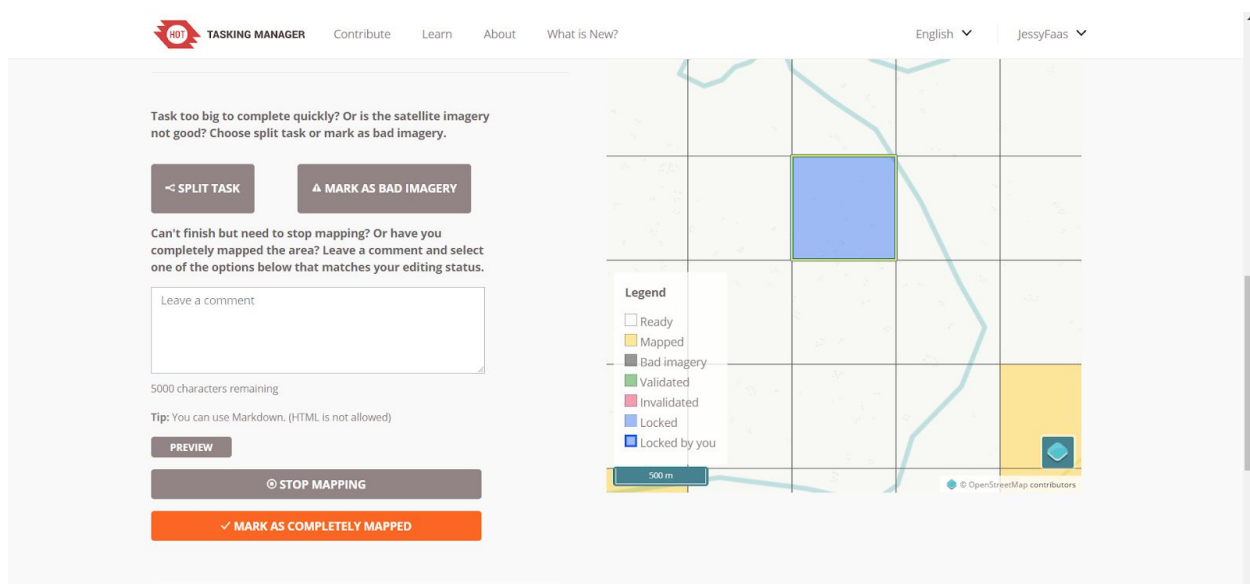 HOT TASKING MANAGER Contribute Learn About What is New? English JessyFaas
Task too big to complete quickly? Or is the satellite imagery
not good? Choose split task or mark as bad imagery.
SPLIT TASK MARK AS BAD IMAGERY
Can't finish but need to stop mapping? Or have you
completely mapped the area? Leave a comment and select
one of the options below that matches your editing status.
Leave a comment
5000 characters remaining
Tip: You can use Markdown. (HTML is not allowed)
PREVIEW
STOP MAPPING
MARK AS COMPLETELY MAPPED
Legend
Ready
Mapped
Bad imagery
Validated
Invalidated
Locked
Locked by you
500 m
© OpenStreetMap contributors